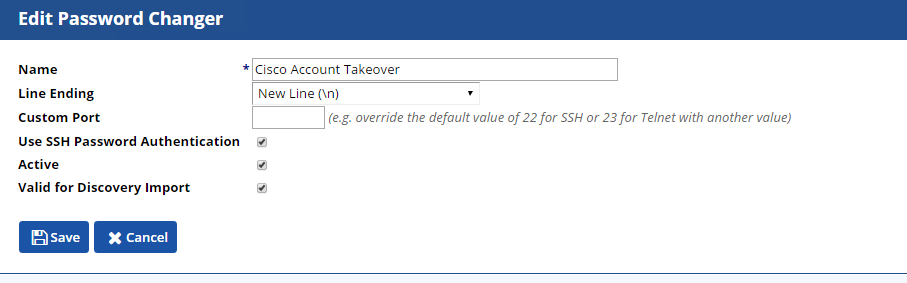 Edit Password Changer
Name * Cisco Account Takeover
Line Ending New Line (\n)
Custom Port (e.g. override the default value of 22 for SSH or 23 for Telnet with another value)
Use SSH Password Authentication
Active
Valid for Discovery Import
Save Cancel